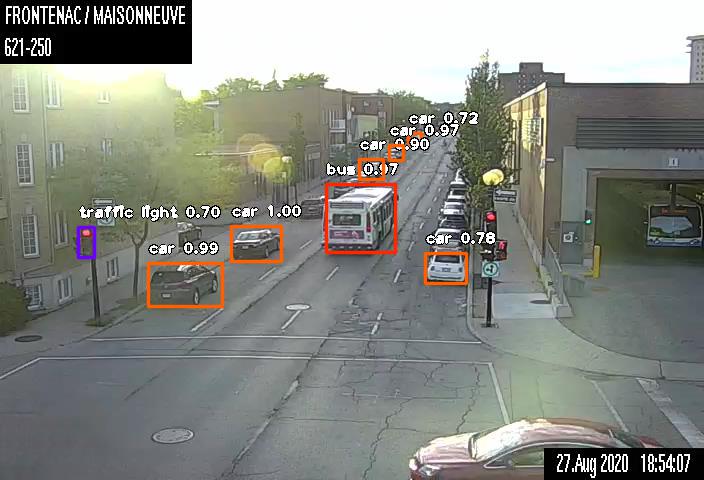 FRONTENAC / MAISONNEUVE
621-250
car 0.72
car 0.97
car 0.90
bus 0.97
traffic light 0.70
car 1.00
car 0.99
car 0.78
27.Aug 2020 18:54:07